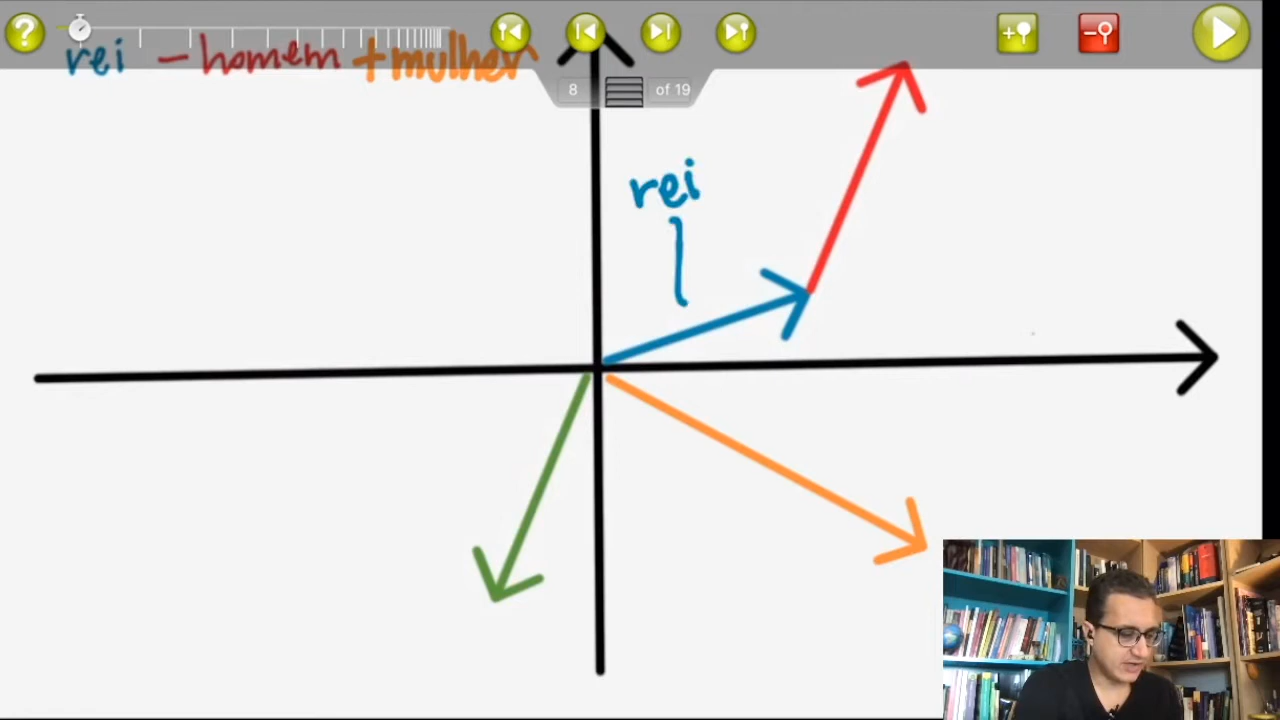 rei - homem + mulher
8 of 19
rei